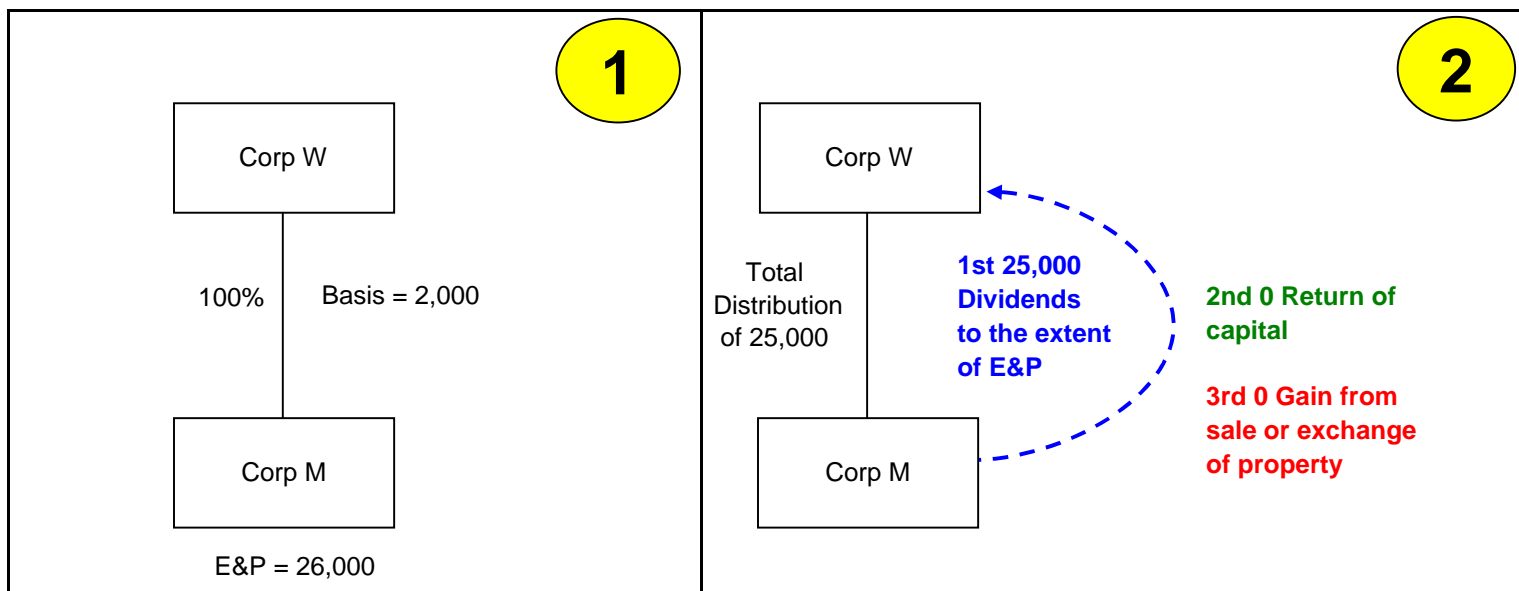 1
Corp W
100%
Basis = 2,000
Corp M
E&P = 26,000
2
Corp W
Total
Distribution
of 25,000
1st 25,000
Dividends
to the extent
of E&P
2nd 0 Return of
capital
3rd 0 Gain from
sale or exchange
of property
Corp M